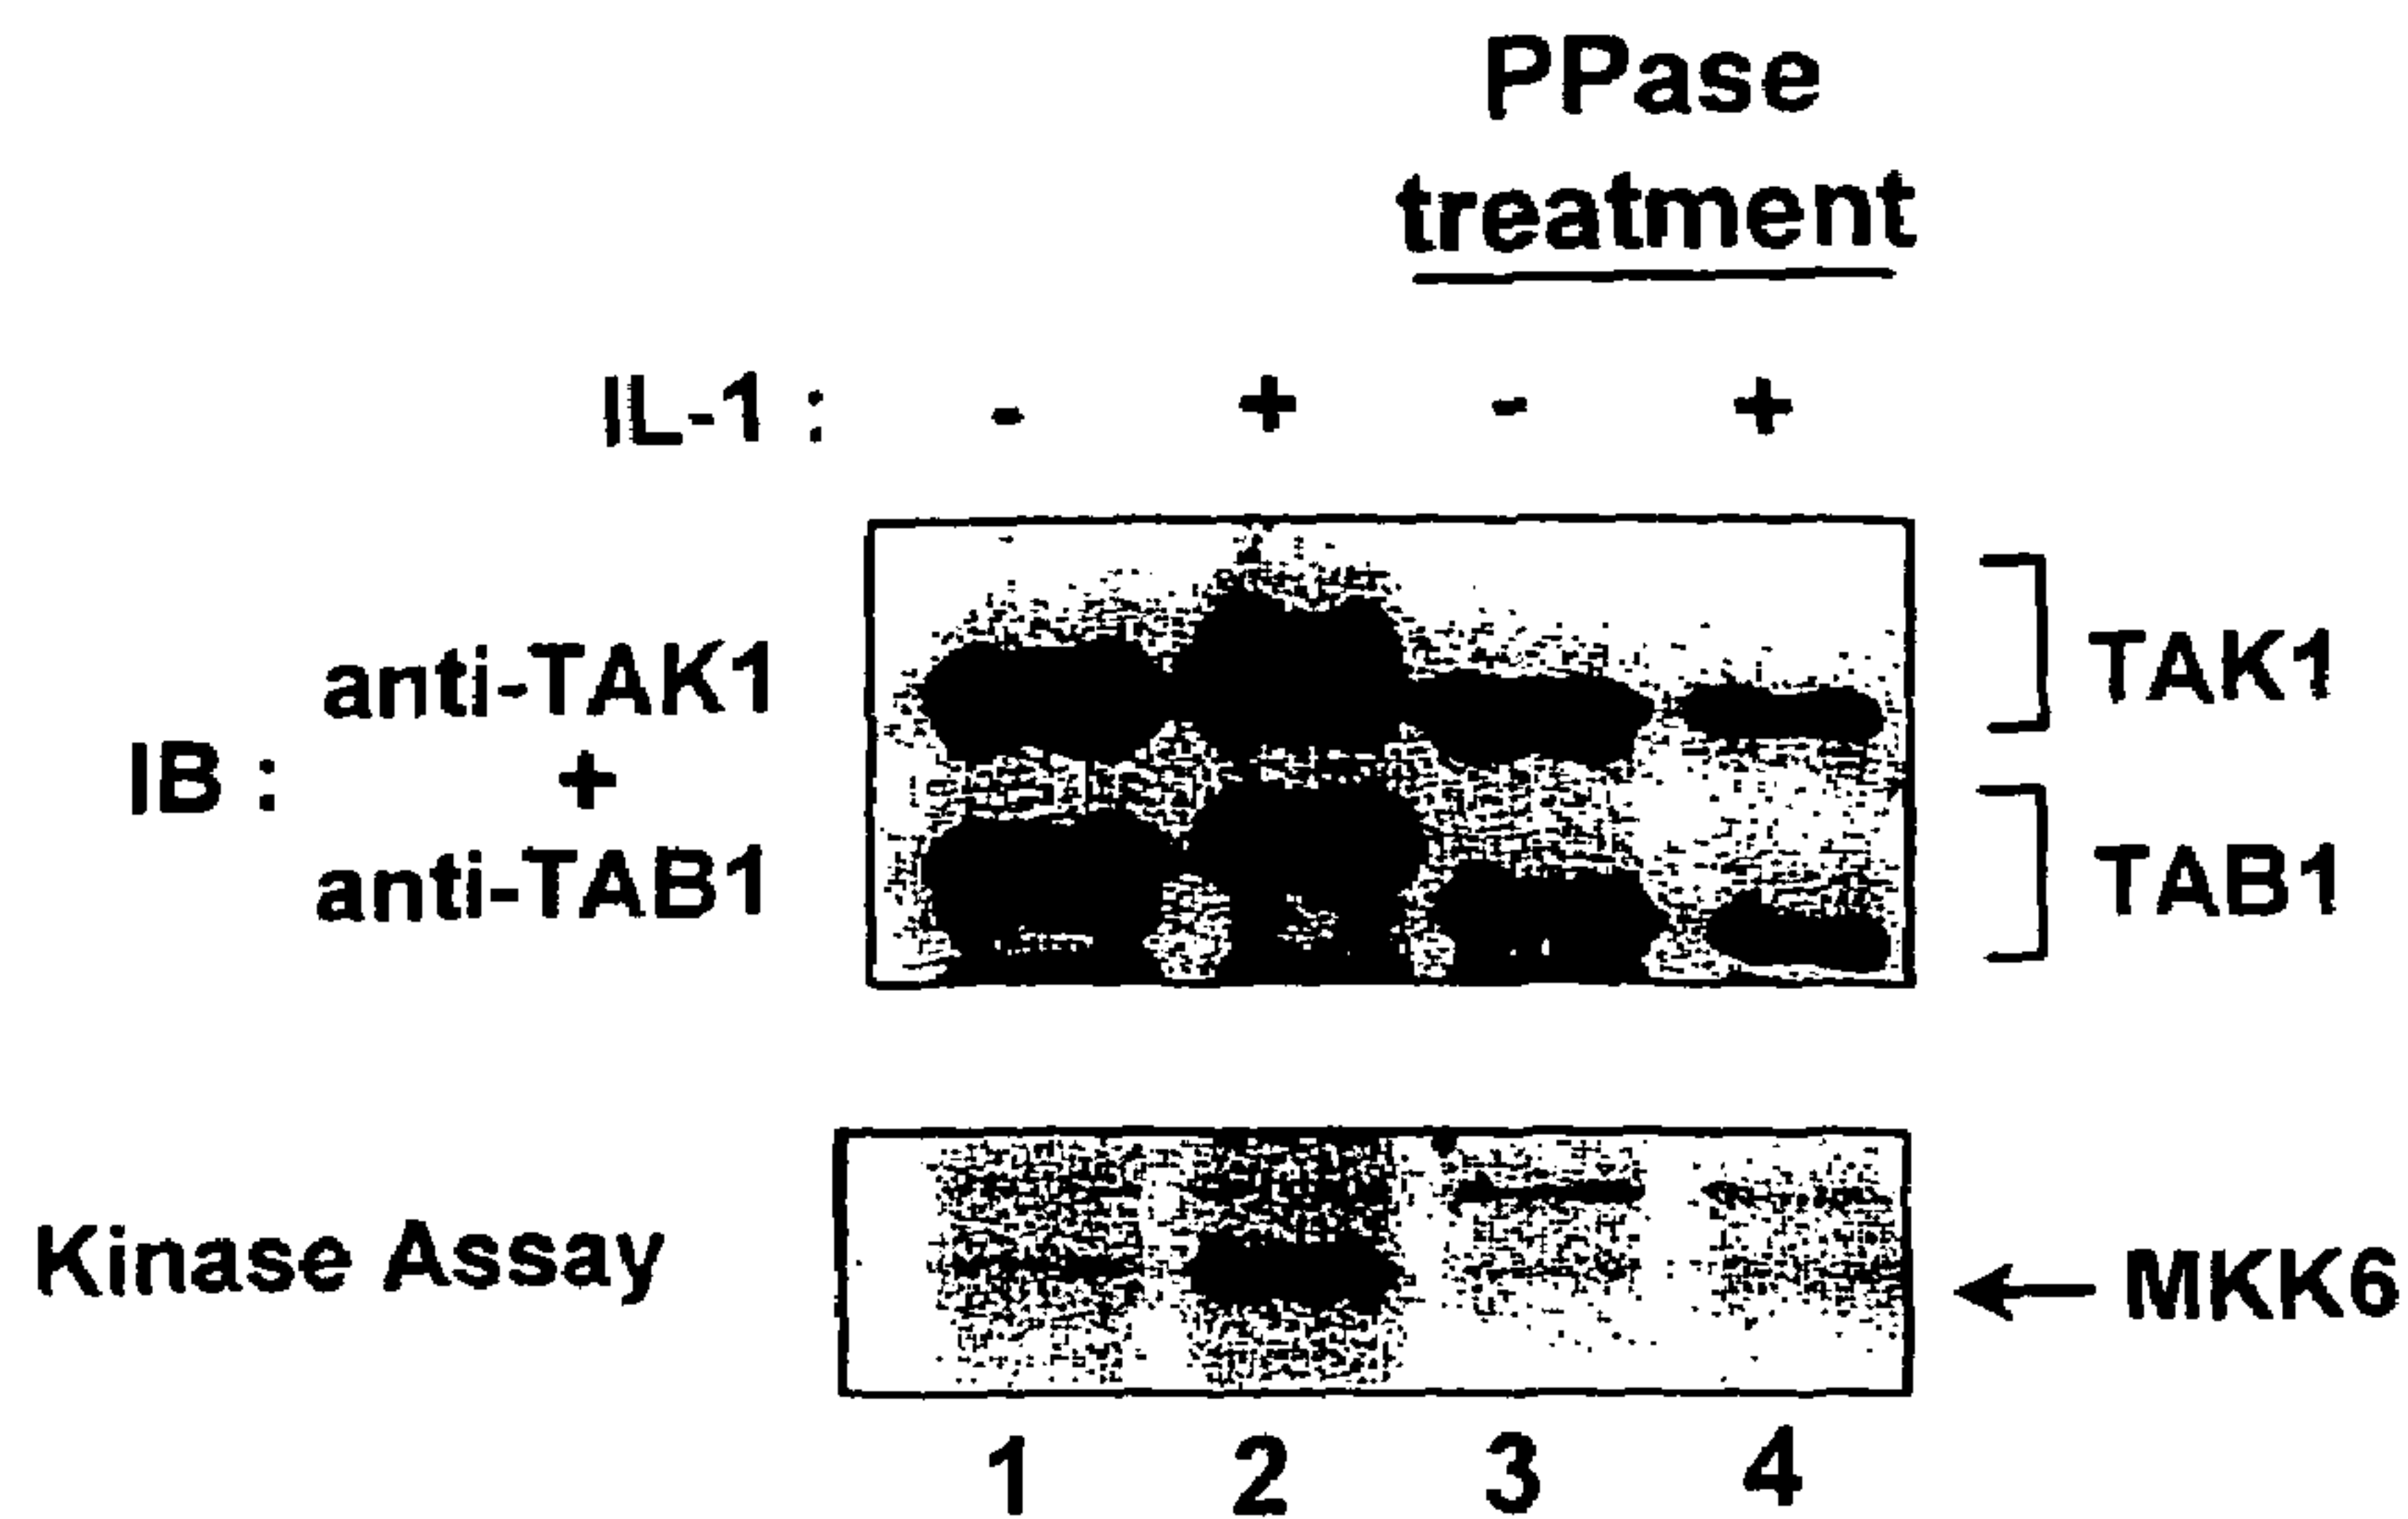 PPase
treatment
IL-1 : - + - +
anti-TAK1
IB : +
anti-TAB1
TAK1
TAB1
Kinase Assay
MKK6
1 2 3 4